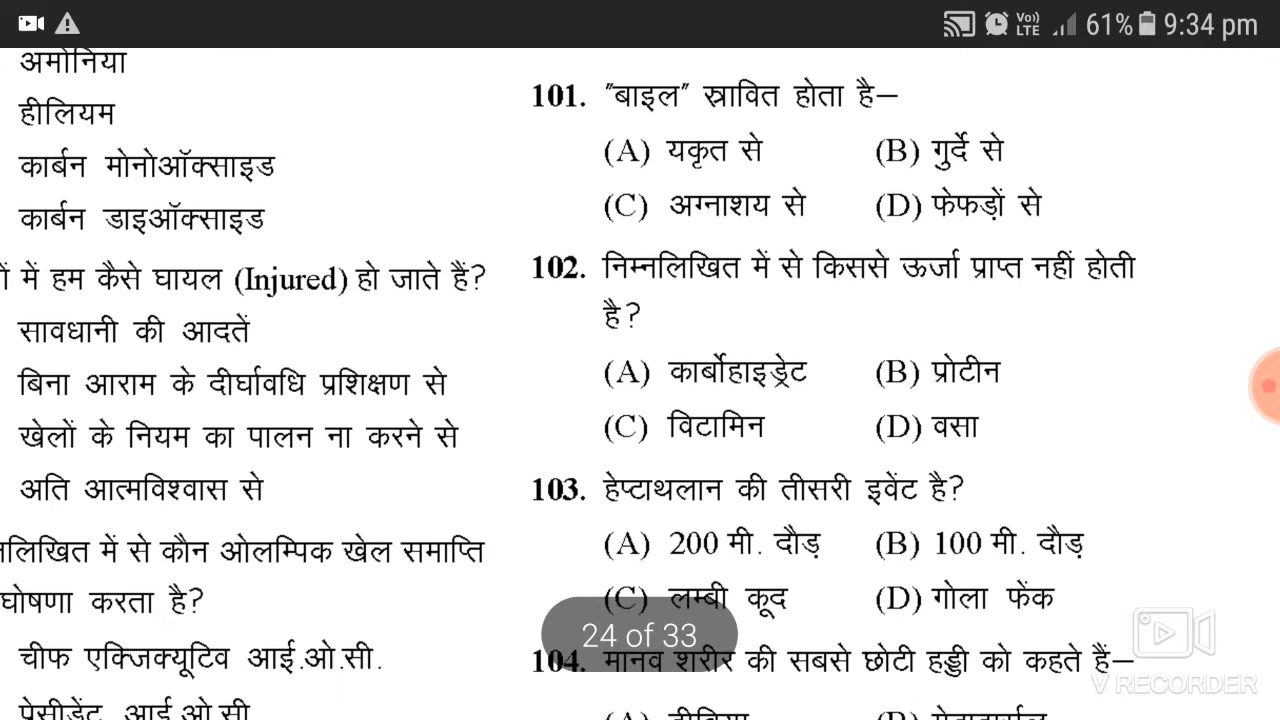 Vo) LTE 61% 9:34 pm
अमोनिया
हीलियम
कार्बन मोनोऑक्साइड
कार्बन डाइऑक्साइड
में हम कैसे घायल (Injured) हो जाते हैं?
सावधानी की आदतें
बिना आराम के दीर्घावधि प्रशिक्षण से
खेलों के नियम का पालन ना करने से
अति आत्मविश्वास से
में से कौन ओलम्पिक खेल समाप्ति
घोषणा करता है?
चीफ एक्जिक्यूटिव आई.ओ.सी.
प्रेसीडेंट आई.ओ.सी.
101. "बाइल" स्रावित होता है–
(A) यकृत से (B) गुर्दे से
(C) अग्नाशय से (D) फेफड़ों से
102. निम्नलिखित में से किससे ऊर्जा प्राप्त नहीं होती
है?
(A) कार्बोहाइड्रेट (B) प्रोटीन
(C) विटामिन (D) वसा
103. हेप्टाथलान की तीसरी इवेंट है?
(A) 200 मी. दौड़ (B) 100 मी. दौड़
(C) लम्बी कूद (D) गोला फेंक
24 of 33
104. मानव शरीर की सबसे छोटी हड्डी को कहते हैं–
(A) (B)
V RECORDER